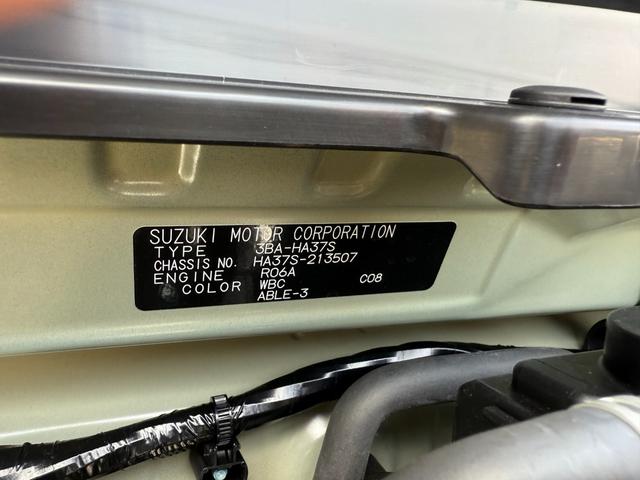 SUZUKI MOTOR CORPORATION
TYPE 3BA-HA37S
CHASSIS NO. HA37S-213507
ENGINE R06A
COLOR WBC C08
ABLE-3